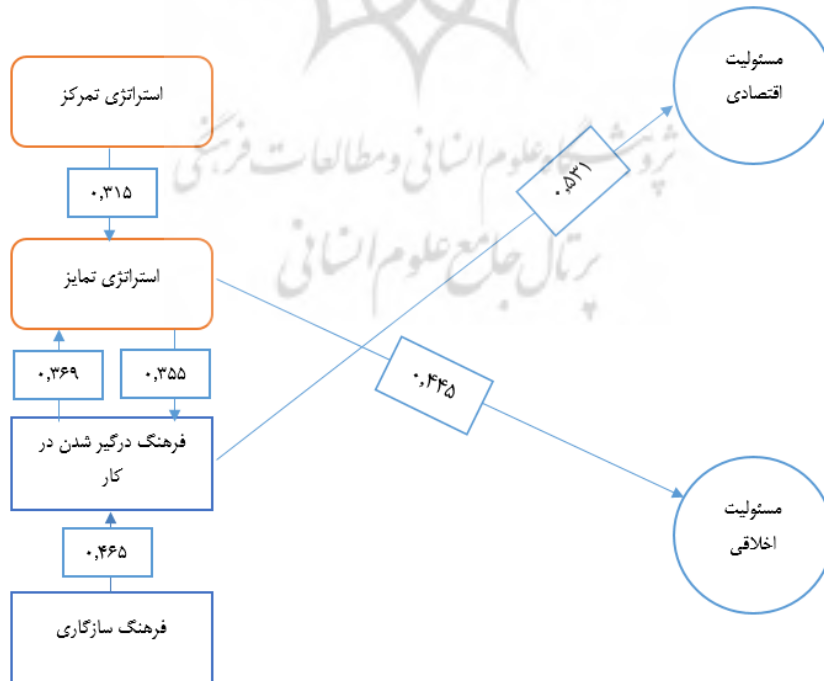 مسئولیت
اقتصادی
استراتژی تمرکز
پژوهشگاه علوم انسانی و مطالعات فرهنگی
۰,۵۳۱
۰,۳۱۵
پرتال جامع علوم انسانی
استراتژی تمایز
۰,۳۶۹
۰,۳۵۵
۰,۴۴۵
فرهنگ درگیر شدن در
کار
مسئولیت
اخلاقی
۰,۴۶۵
فرهنگ سازگاری